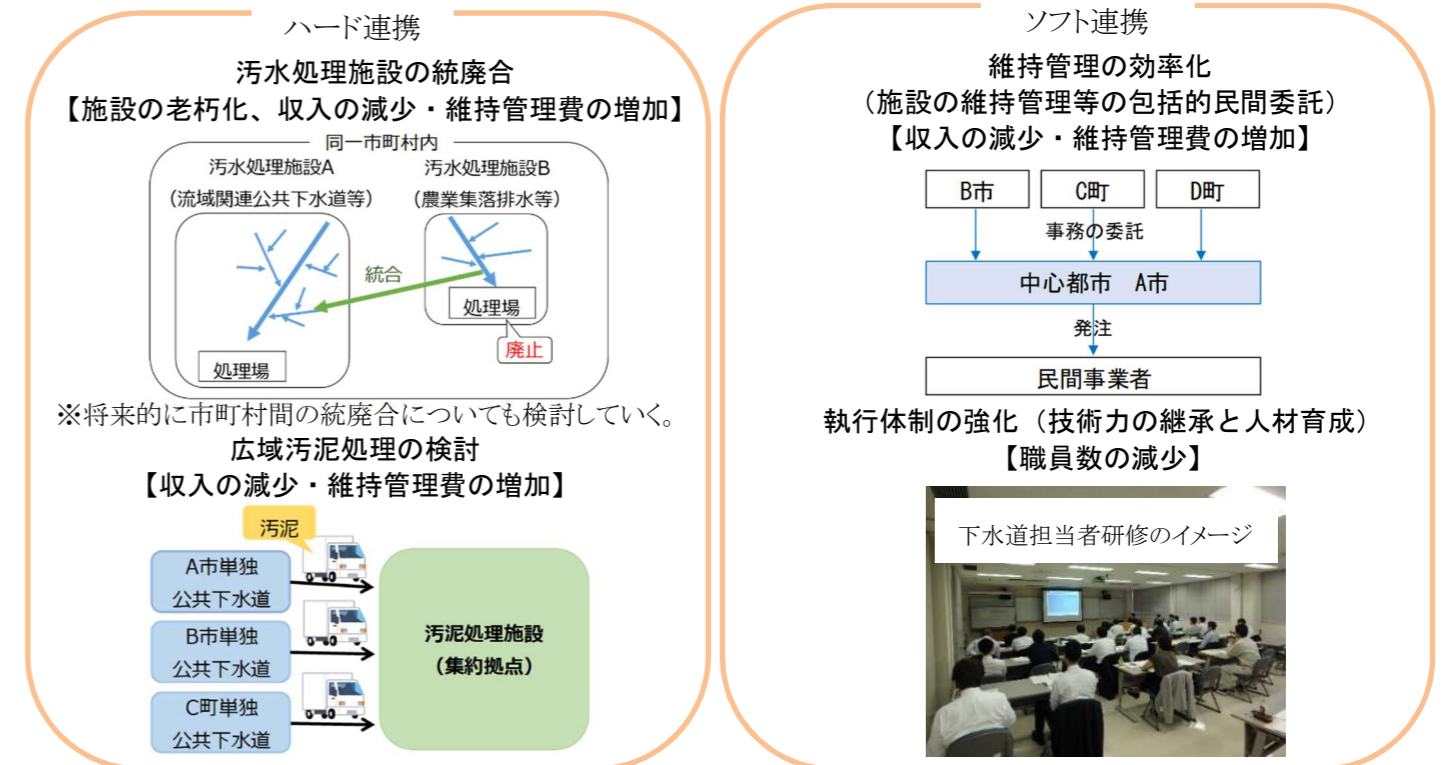 ハード連携
汚水処理施設の統廃合
【施設の老朽化、収入の減少・維持管理費の増加】
同一市町村内
汚水処理施設A
(流域関連公共下水道等)
汚水処理施設B
(農業集落排水等)
統合
処理場
廃止
処理場
※将来的に市町村間の統廃合についても検討していく。
広域汚泥処理の検討
【収入の減少・維持管理費の増加】
汚泥
A市単独
公共下水道
B市単独
公共下水道
C町単独
公共下水道
汚泥処理施設
(集約拠点)
ソフト連携
維持管理の効率化
(施設の維持管理等の包括的民間委託)
【収入の減少・維持管理費の増加】
B市
C町
D町
事務の委託
中心都市 A市
発注
民間事業者
執行体制の強化(技術力の継承と人材育成)
【職員数の減少】
下水道担当者研修のイメージ